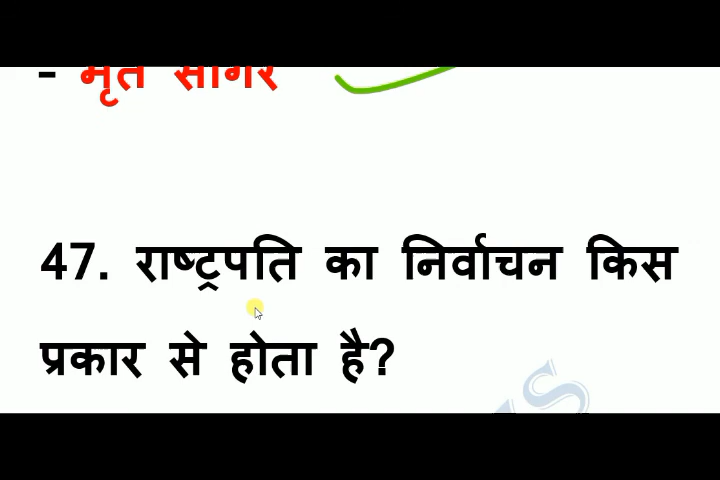 - मृत सागर
47. राष्ट्रपति का निर्वाचन किस
प्रकार से होता है?